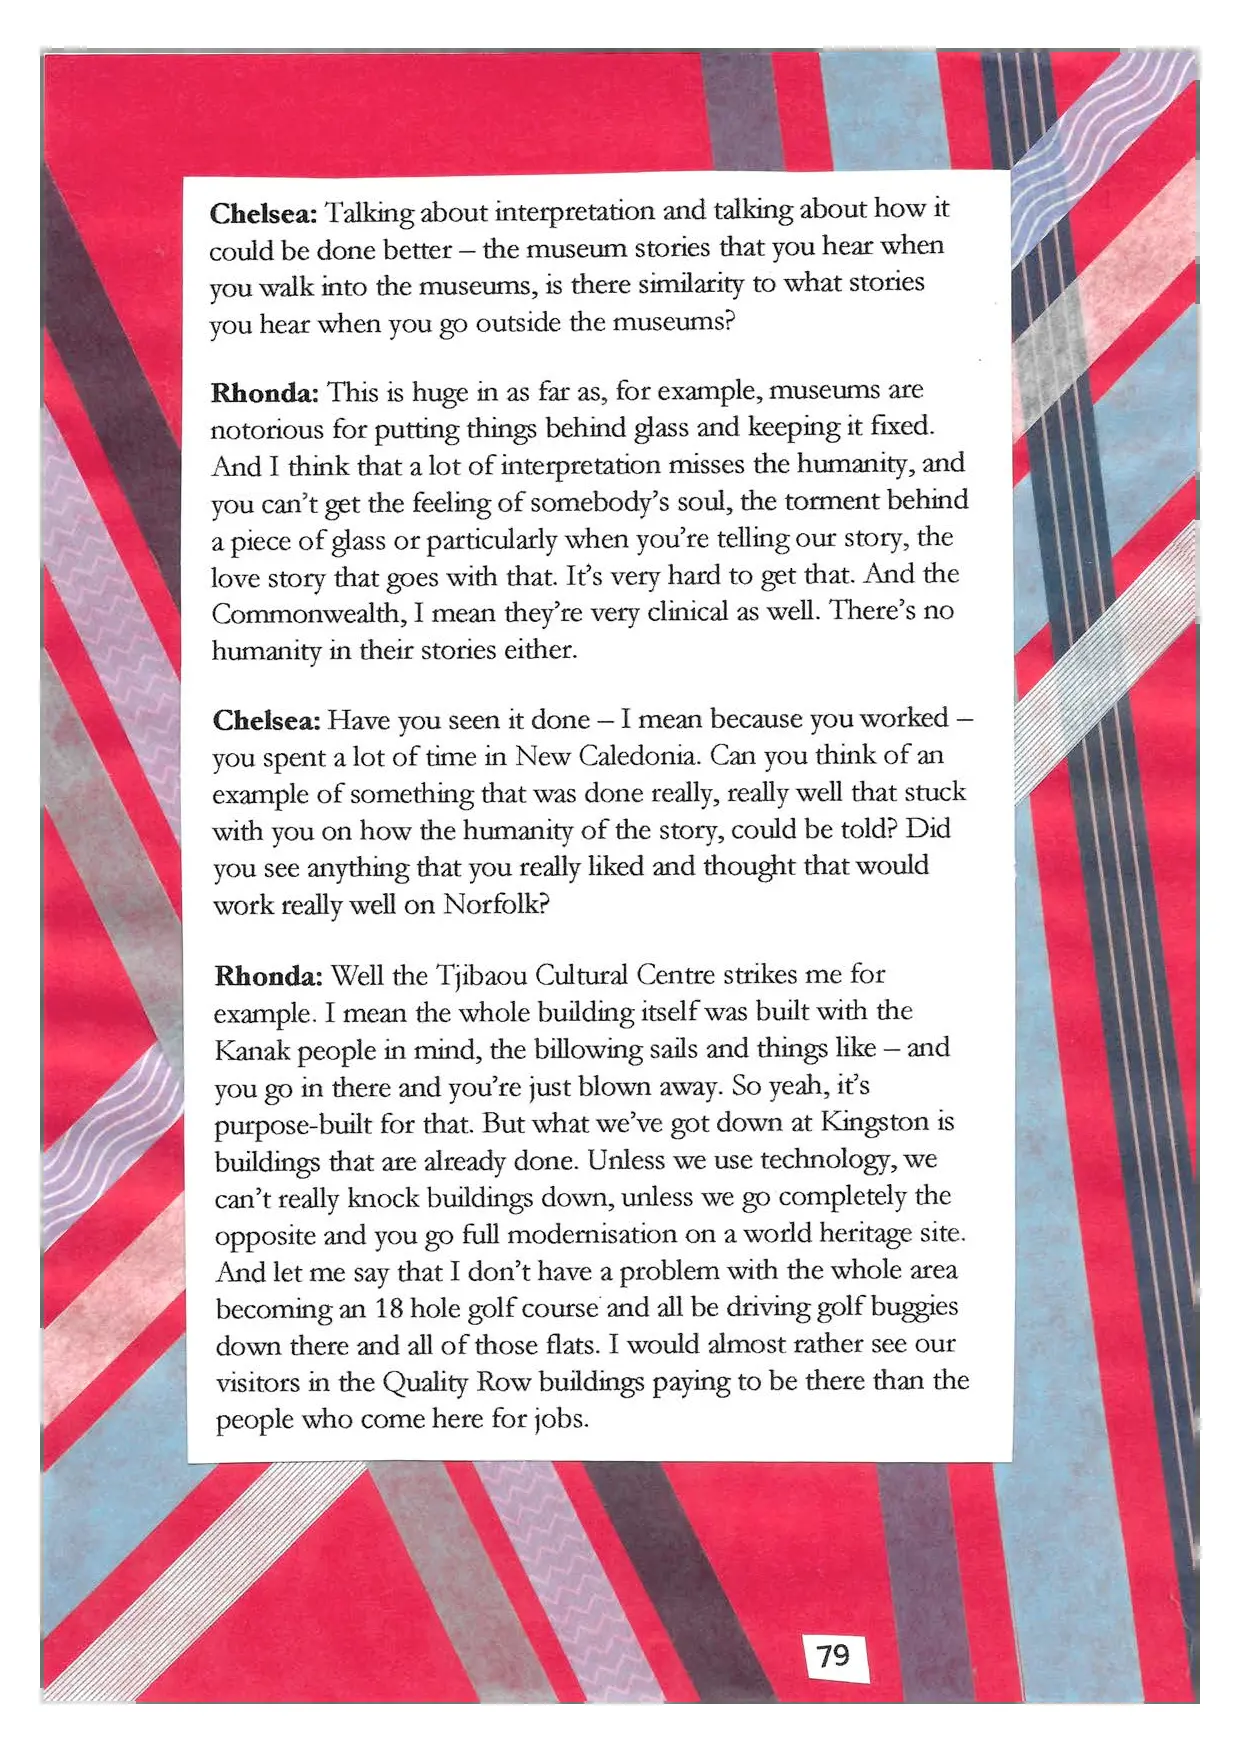 Chelsea: Talking about interpretation and talking about how it
could be done better – the museum stories that you hear when
you walk into the museums, is there similarity to what stories
you hear when you go outside the museums?
Rhonda: This is huge in as far as, for example, museums are
notorious for putting things behind glass and keeping it fixed.
And I think that a lot of interpretation misses the humanity, and
you can't get the feeling of somebody's soul, the torment behind
a piece of glass or particularly when you're telling our story, the
love story that goes with that. It's very hard to get that. And the
Commonwealth, I mean they're very clinical as well. There's no
humanity in their stories either.
Chelsea: Have you seen it done – I mean because you worked –
you spent a lot of time in New Caledonia. Can you think of an
example of something that was done really, really well that stuck
with you on how the humanity of the story, could be told? Did
you see anything that you really liked and thought that would
work really well on Norfolk?
Rhonda: Well the Tjibaou Cultural Centre strikes me for
example. I mean the whole building itself was built with the
Kanak people in mind, the billowing sails and things like – and
you go in there and you're just blown away. So yeah, it's
purpose-built for that. But what we've got down at Kingston is
buildings that are already done. Unless we use technology, we
can't really knock buildings down, unless we go completely the
opposite and you go full modernisation on a world heritage site.
And let me say that I don't have a problem with the whole area
becoming an 18 hole golf course and all be driving golf buggies
down there and all of those flats. I would almost rather see our
visitors in the Quality Row buildings paying to be there than the
people who come here for jobs.
79